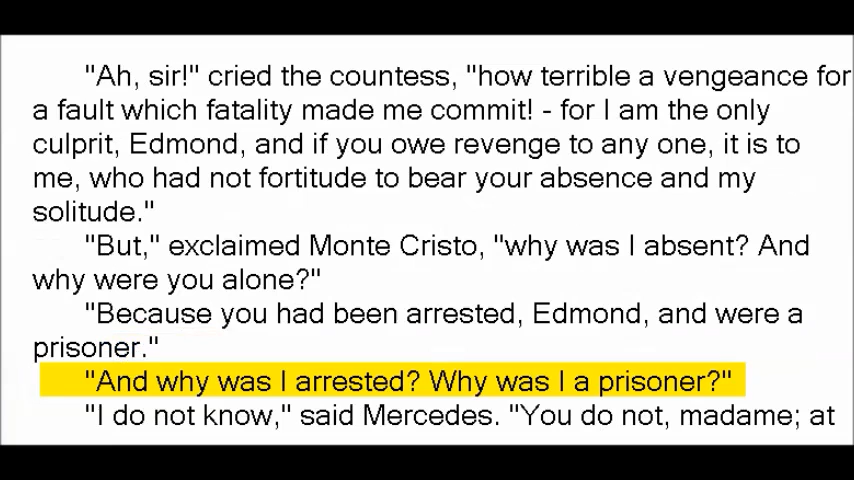 "Ah, sir!" cried the countess, "how terrible a vengeance for
a fault which fatality made me commit! - for I am the only
culprit, Edmond, and if you owe revenge to any one, it is to
me, who had not fortitude to bear your absence and my
solitude."
"But," exclaimed Monte Cristo, "why was I absent? And
why were you alone?"
"Because you had been arrested, Edmond, and were a
prisoner."
"And why was I arrested? Why was I a prisoner?"
"I do not know," said Mercedes. "You do not, madame; at